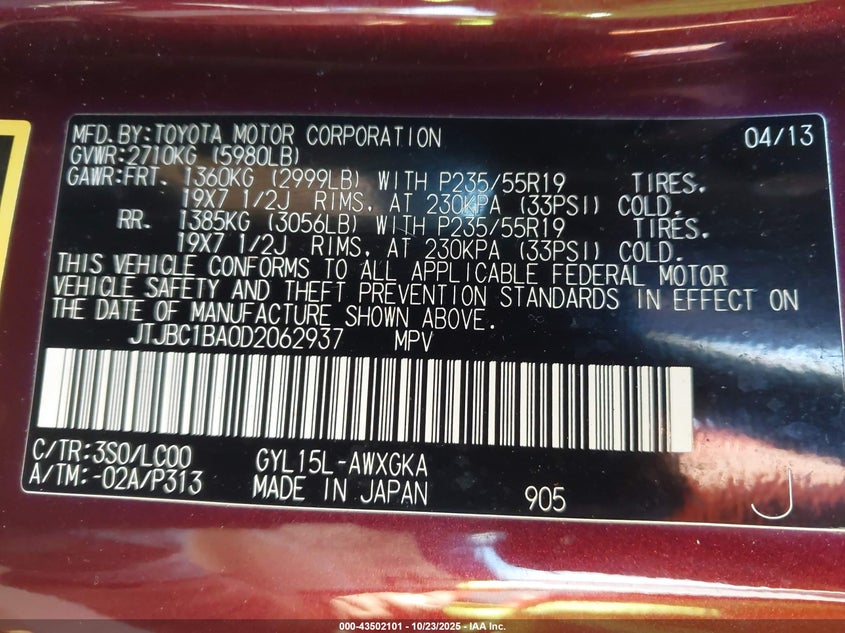 MFD.BY:TOYOTA MOTOR CORPORATION 04/13
GVWR:2710KG (5980LB)
GAWR:FRT. 1360KG (2999LB) WITH P235/55R19 TIRES.
19X7 1/2J RIMS, AT 230KPA (33PSI) COLD.
RR. 1385KG (3056LB) WITH P235/55R19 TIRES.
19X7 1/2J RIMS, AT 230KPA (33PSI) COLD.
THIS VEHICLE CONFORMS TO ALL APPLICABLE FEDERAL MOTOR
VEHICLE SAFETY AND THEFT PREVENTION STANDARDS IN EFFECT ON
THE DATE OF MANUFACTURE SHOWN ABOVE.
JTJBC1BA0D2062937 MPV
C/TR:3S0/LC00 GYL15L-AWXGKA
A/TM:-02A/P313 MADE IN JAPAN 905 J
000-43502101 - 10/23/2025 - IAA Inc.